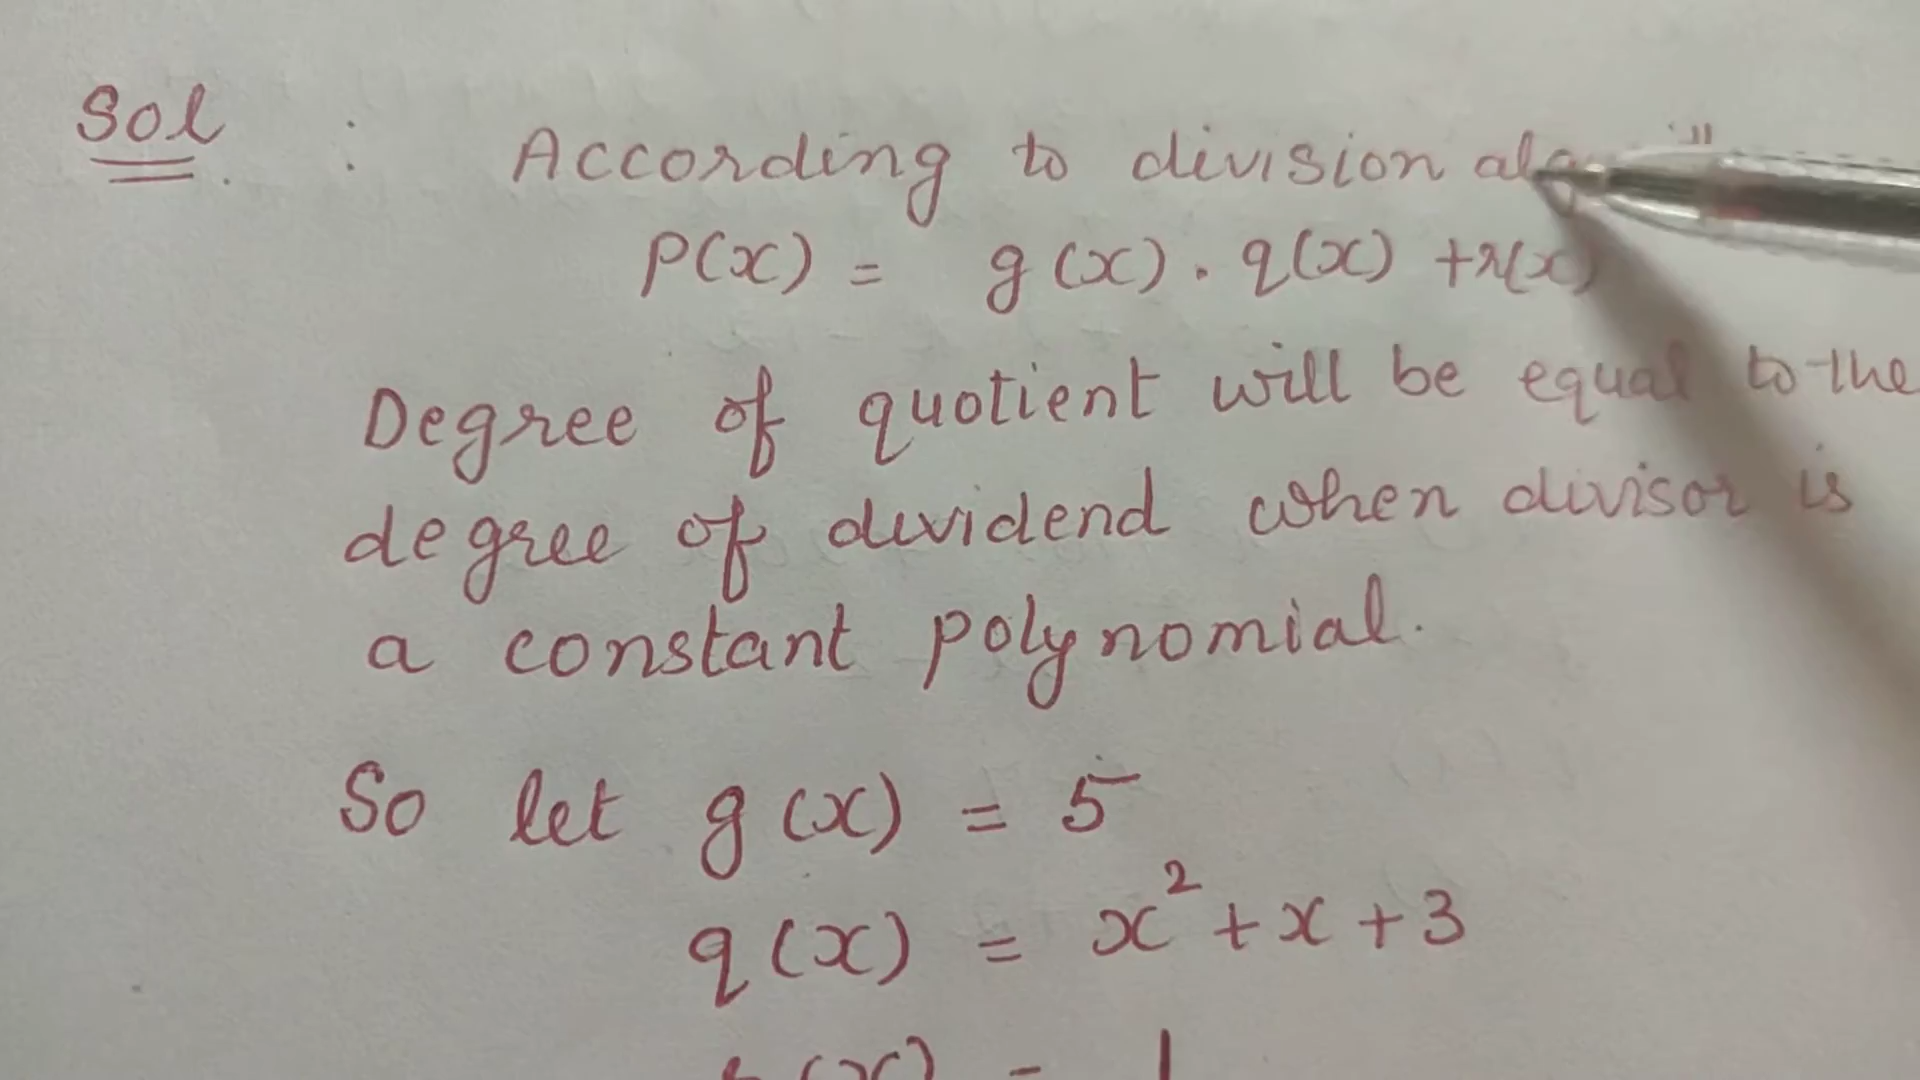 Sol :
According to division
P(x) = g(x) . q(x) + r(x)
Degree of quotient will be equal to the
degree of dividend when divisor is
a constant polynomial.
So let g(x) = 5
q(x) = x² + x + 3